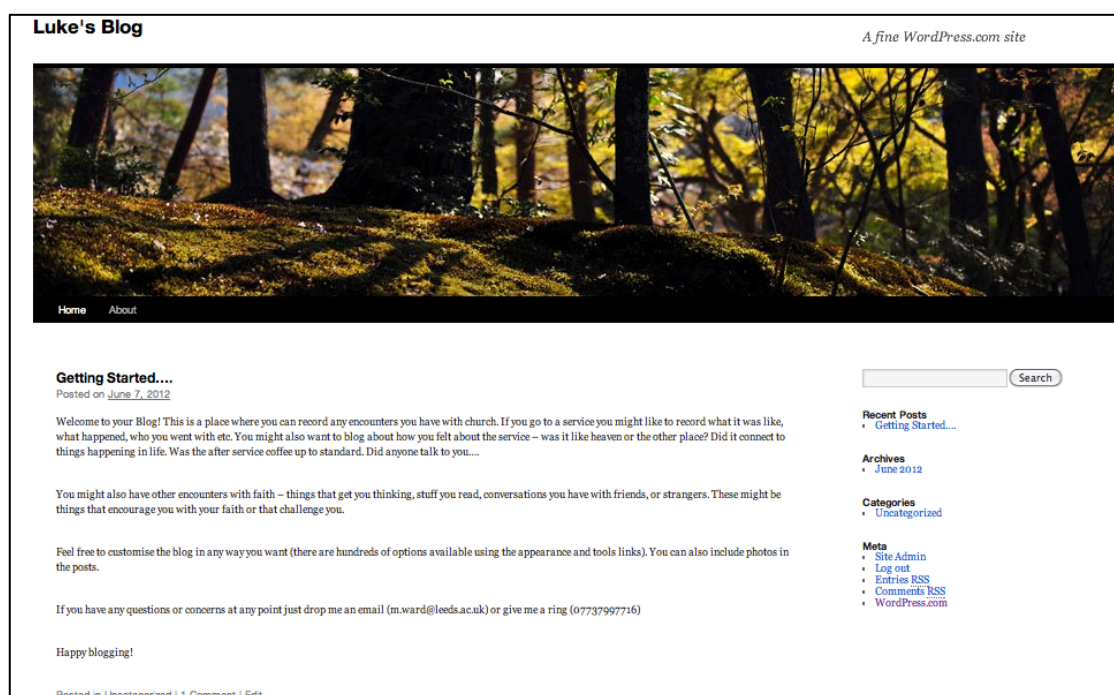 Luke's Blog
A fine WordPress.com site
Home About
Getting Started....
Posted on June 7, 2012
Welcome to your Blog! This is a place where you can record any encounters you have with church. If you go to a service you might like to record what it was like,
what happened, who you went with etc. You might also want to blog about how you felt about the service – was it like heaven or the other place? Did it connect to
things happening in life. Was the after service coffee up to standard. Did anyone talk to you....
You might also have other encounters with faith – things that get you thinking, stuff you read, conversations you have with friends, or strangers. These might be
things that encourage you with your faith or that challenge you.
Feel free to customise the blog in any way you want (there are hundreds of options available using the appearance and tools links). You can also include photos in
the posts.
If you have any questions or concerns at any point just drop me an email (m.ward@leeds.ac.uk) or give me a ring (07737997716)
Happy blogging!
Posted in Uncategorized | 1 Comment | Edit
Search
Recent Posts
Getting Started....
Archives
June 2012
Categories
Uncategorized
Meta
Site Admin
Log out
Entries RSS
Comments RSS
WordPress.com